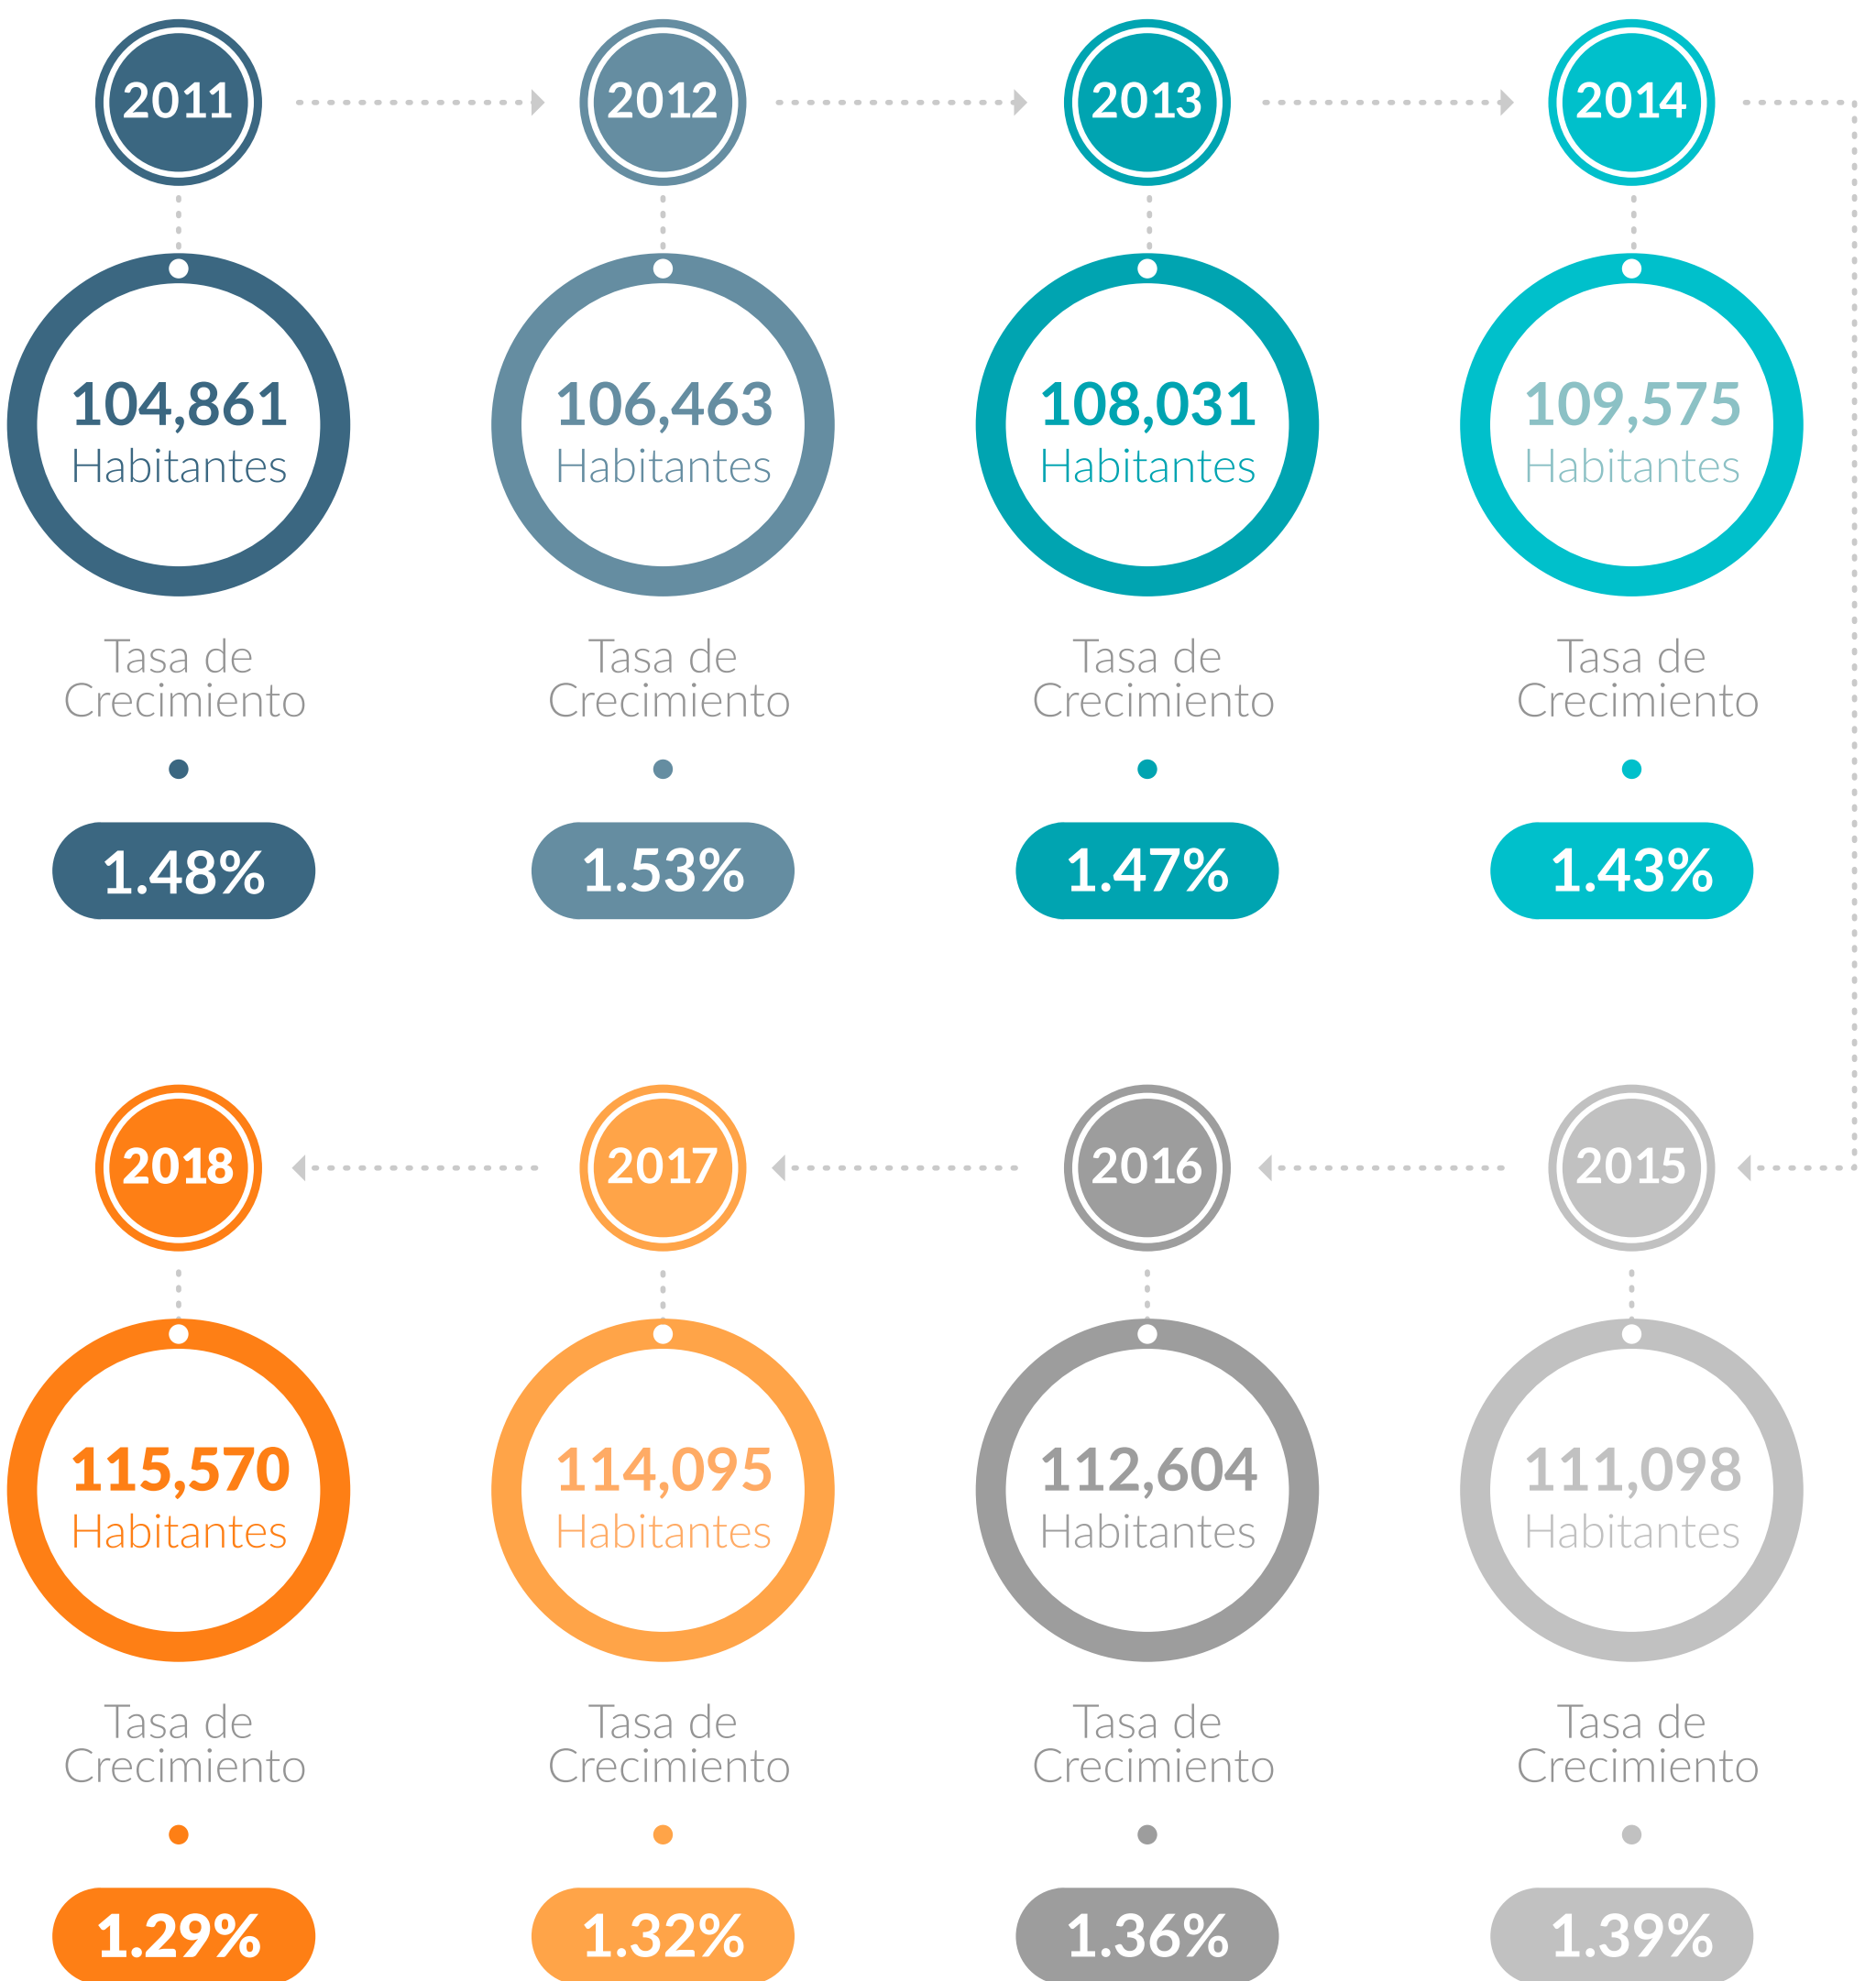 2011
2012
2013
2014
104,861
Habitantes
106,463
Habitantes
108,031
Habitantes
109,575
Habitantes
Tasa de
Crecimiento
Tasa de
Crecimiento
Tasa de
Crecimiento
Tasa de
Crecimiento
1.48%
1.53%
1.47%
1.43%
2018
2017
2016
2015
115,570
Habitantes
114,095
Habitantes
112,604
Habitantes
111,098
Habitantes
Tasa de
Crecimiento
Tasa de
Crecimiento
Tasa de
Crecimiento
Tasa de
Crecimiento
1.29%
1.32%
1.36%
1.39%